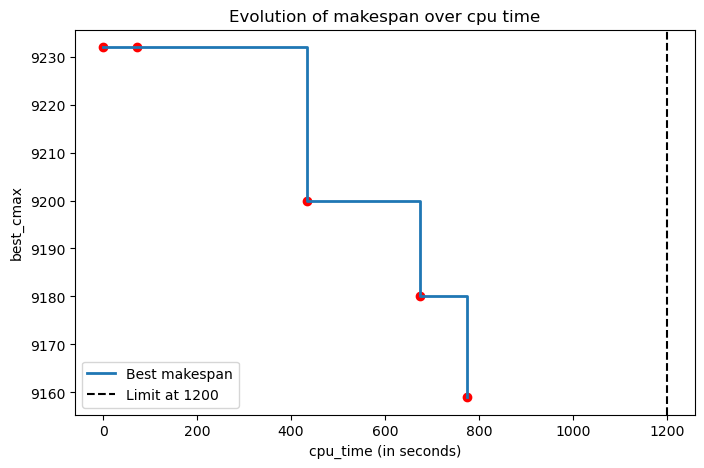 Evolution of makespan over cpu time
best_cmax
9230
9220
9210
9200
9190
9180
9170
9160
Best makespan
Limit at 1200
0 200 400 600 800 1000 1200
cpu_time (in seconds)